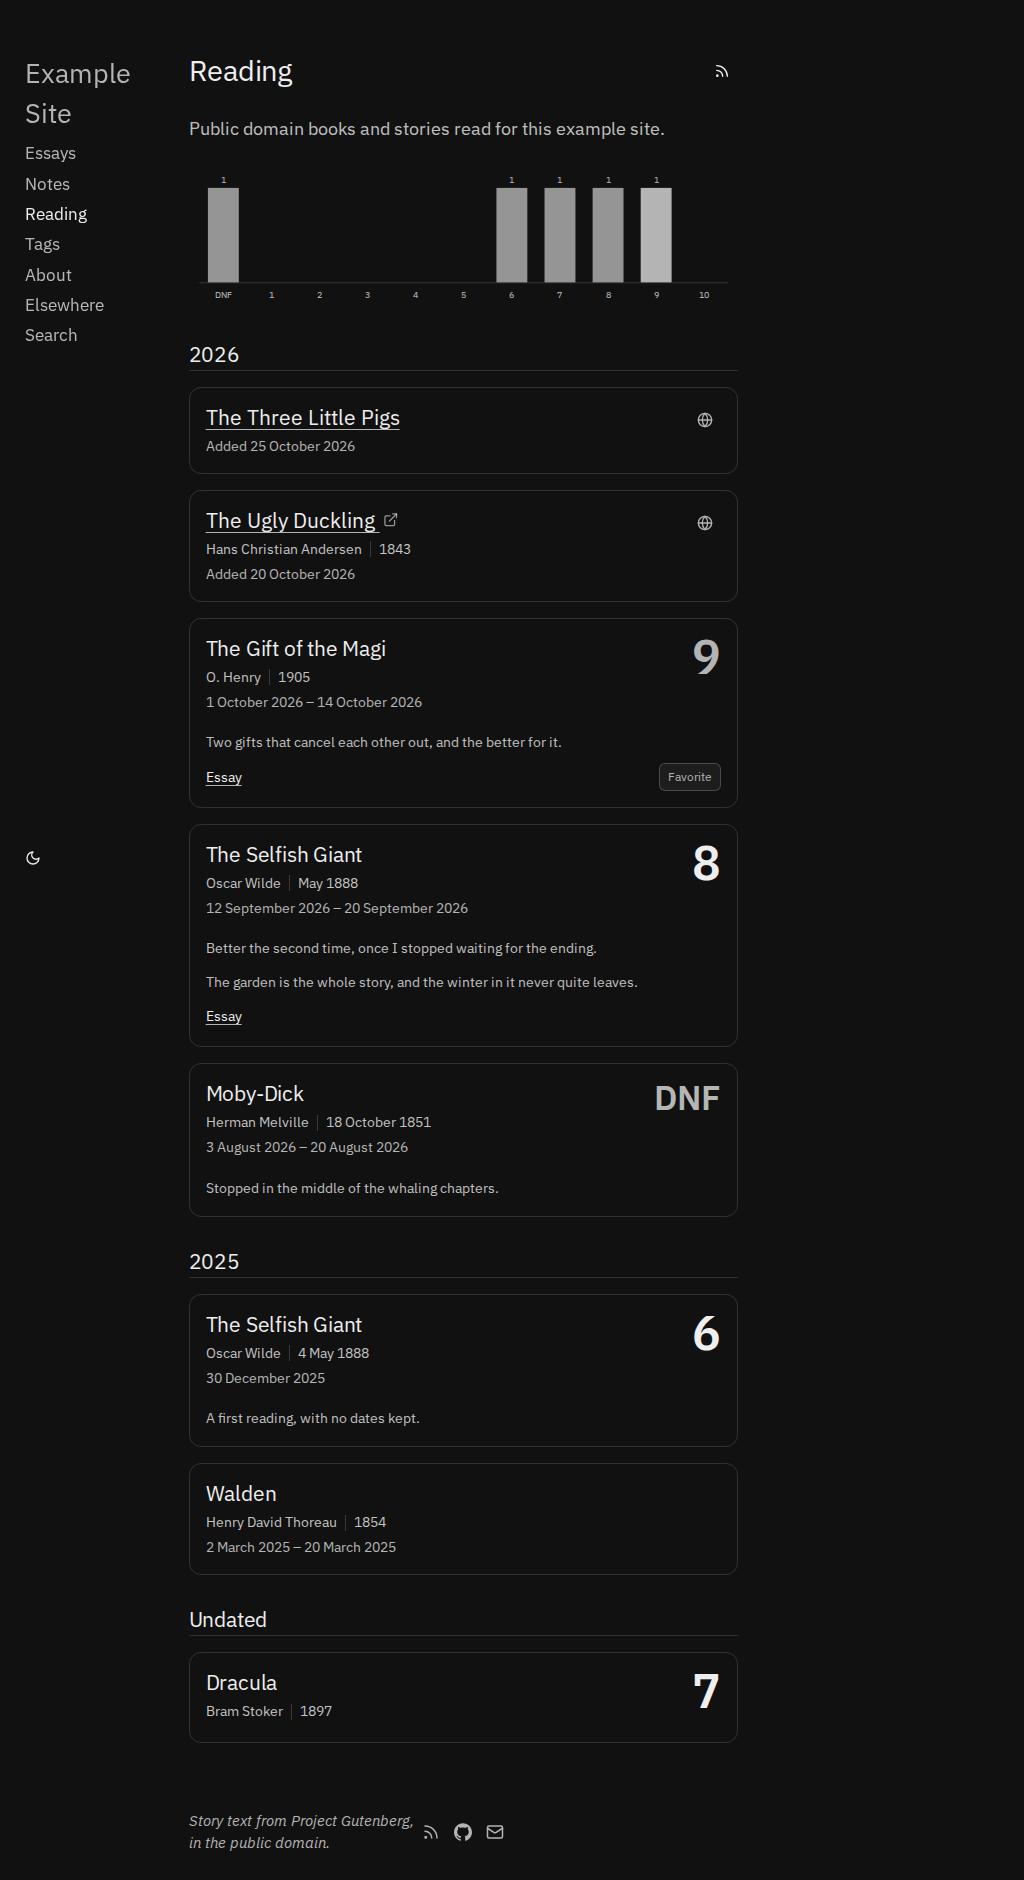 Example
Site
Essays
Notes
Reading
Tags
About
Elsewhere
Search
Reading
Public domain books and stories read for this example site.
1 1 1 1 1
DNF 1 2 3 4 5 6 7 8 9 10
2026
The Three Little Pigs
Added 25 October 2026
The Ugly Duckling
Hans Christian Andersen | 1843
Added 20 October 2026
The Gift of the Magi 9
O. Henry | 1905
1 October 2026 – 14 October 2026
Two gifts that cancel each other out, and the better for it.
Essay Favorite
The Selfish Giant 8
Oscar Wilde | May 1888
12 September 2026 – 20 September 2026
Better the second time, once I stopped waiting for the ending.
The garden is the whole story, and the winter in it never quite leaves.
Essay
Moby-Dick DNF
Herman Melville | 18 October 1851
3 August 2026 – 20 August 2026
Stopped in the middle of the whaling chapters.
2025
The Selfish Giant 6
Oscar Wilde | 4 May 1888
30 December 2025
A first reading, with no dates kept.
Walden
Henry David Thoreau | 1854
2 March 2025 – 20 March 2025
Undated
Dracula 7
Bram Stoker | 1897
Story text from Project Gutenberg,
in the public domain.